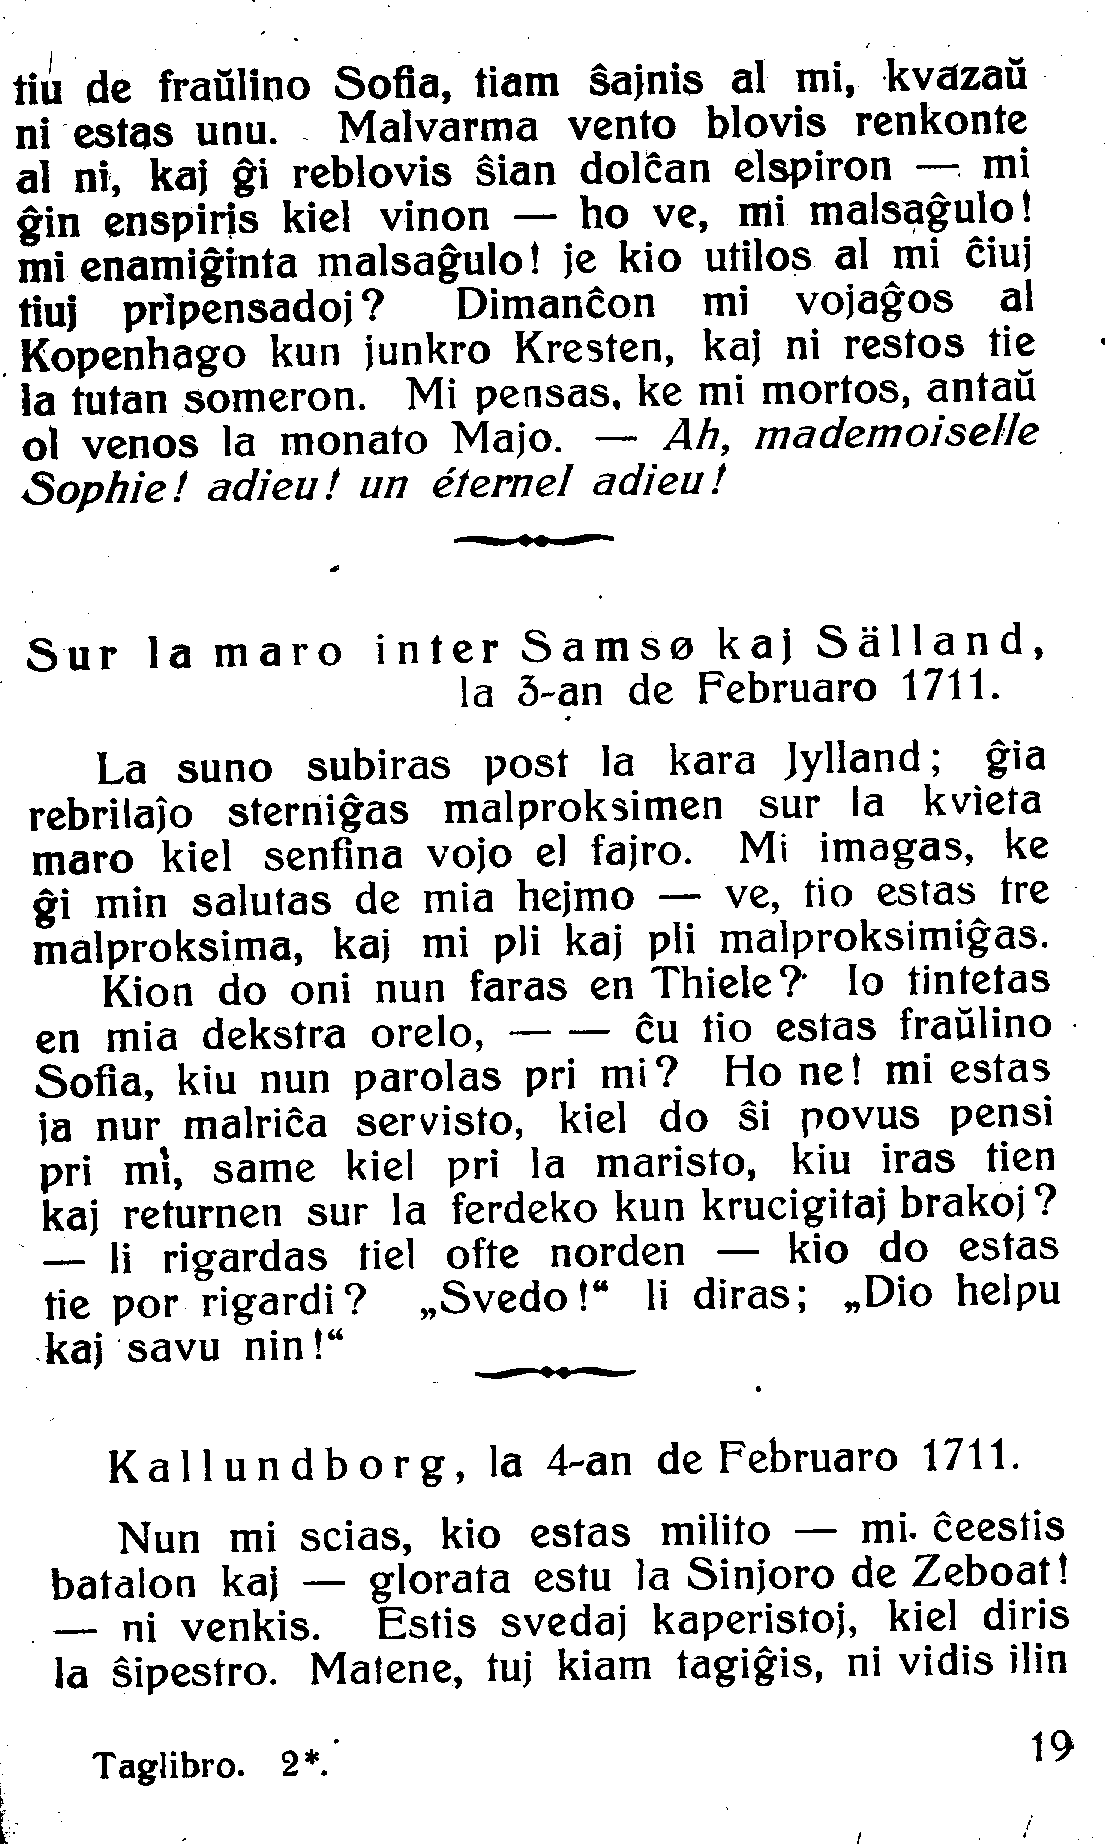 tiu de fraŭlino Sofia, tiam ŝajnis al mi, kvazaŭ
ni estas unu. Malvarma vento blovis renkonte
al ni, kaj ĝi reblovis ŝian dolĉan elspiron — mi
ĝin enspiris kiel vinon — ho ve, mi malsaĝulo!
mi enamiĝinta malsaĝulo! je kio utilos al mi ĉiuj
tiuj pripensadoj? Dimanĉon mi vojaĝos al
Kopenhago kun junkro Kresten, kaj ni restos tie
la tutan someron. Mi pensas, ke mi mortos, antaŭ
ol venos la monato Majo. — Ah, mademoiselle
Sophie! adieu! un éternel adieu!
Sur la maro inter Samsø kaj Sälland,
la 3-an de Februaro 1711.
La suno subiras post la kara Jylland; ĝia
rebrilaĵo sterniĝas malproksimen sur la kvieta
maro kiel senfina vojo el fajro. Mi imagas, ke
ĝi min salutas de mia hejmo — ve, tio estas tre
malproksima, kaj mi pli kaj pli malproksimiĝas.
Kion do oni nun faras en Thiele? Io tintetas
en mia dekstra orelo, — — ĉu tio estas fraŭlino
Sofia, kiu nun parolas pri mi? Ho ne! mi estas
ja nur malriĉa servisto, kiel do ŝi povus pensi
pri mi, same kiel pri la maristo, kiu iras tien
kaj returnen sur la ferdeko kun krucigitaj brakoj?
— li rigardas tiel ofte norden — kio do estas
tie por rigardi? „Svedo!“ li diras; „Dio helpu
kaj savu nin!“
Kallundborg, la 4-an de Februaro 1711.
Nun mi scias, kio estas milito — mi ĉeestis
batalon kaj — glorata estu la Sinjoro de Zeboat!
— ni venkis. Estis svedaj kaperistoj, kiel diris
la ŝipestro. Matene, tuj kiam tagiĝis, ni vidis ilin
Taglibro. 2*.
19